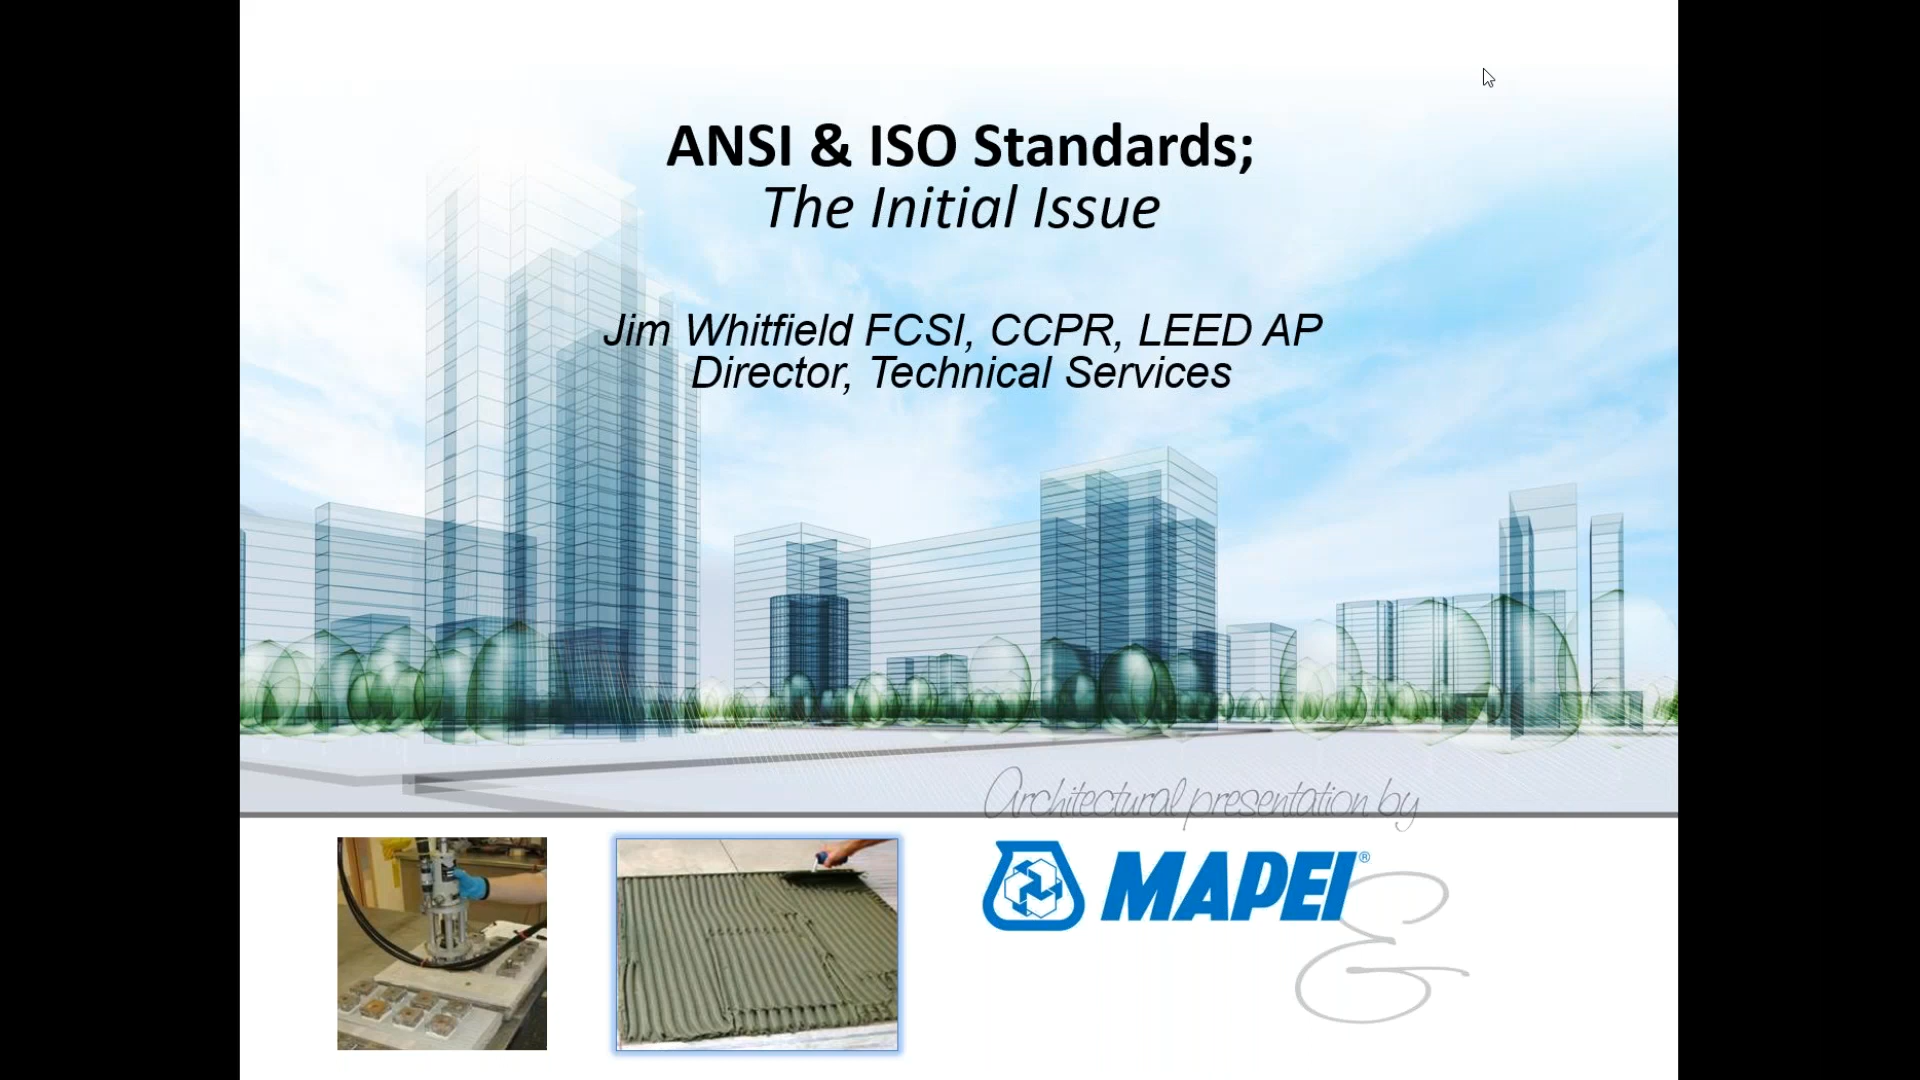 ANSI & ISO Standards;
The Initial Issue
Jim Whitfield FCSI, CCPR, LEED AP
Director, Technical Services
Architectural presentation by
MAPEI®